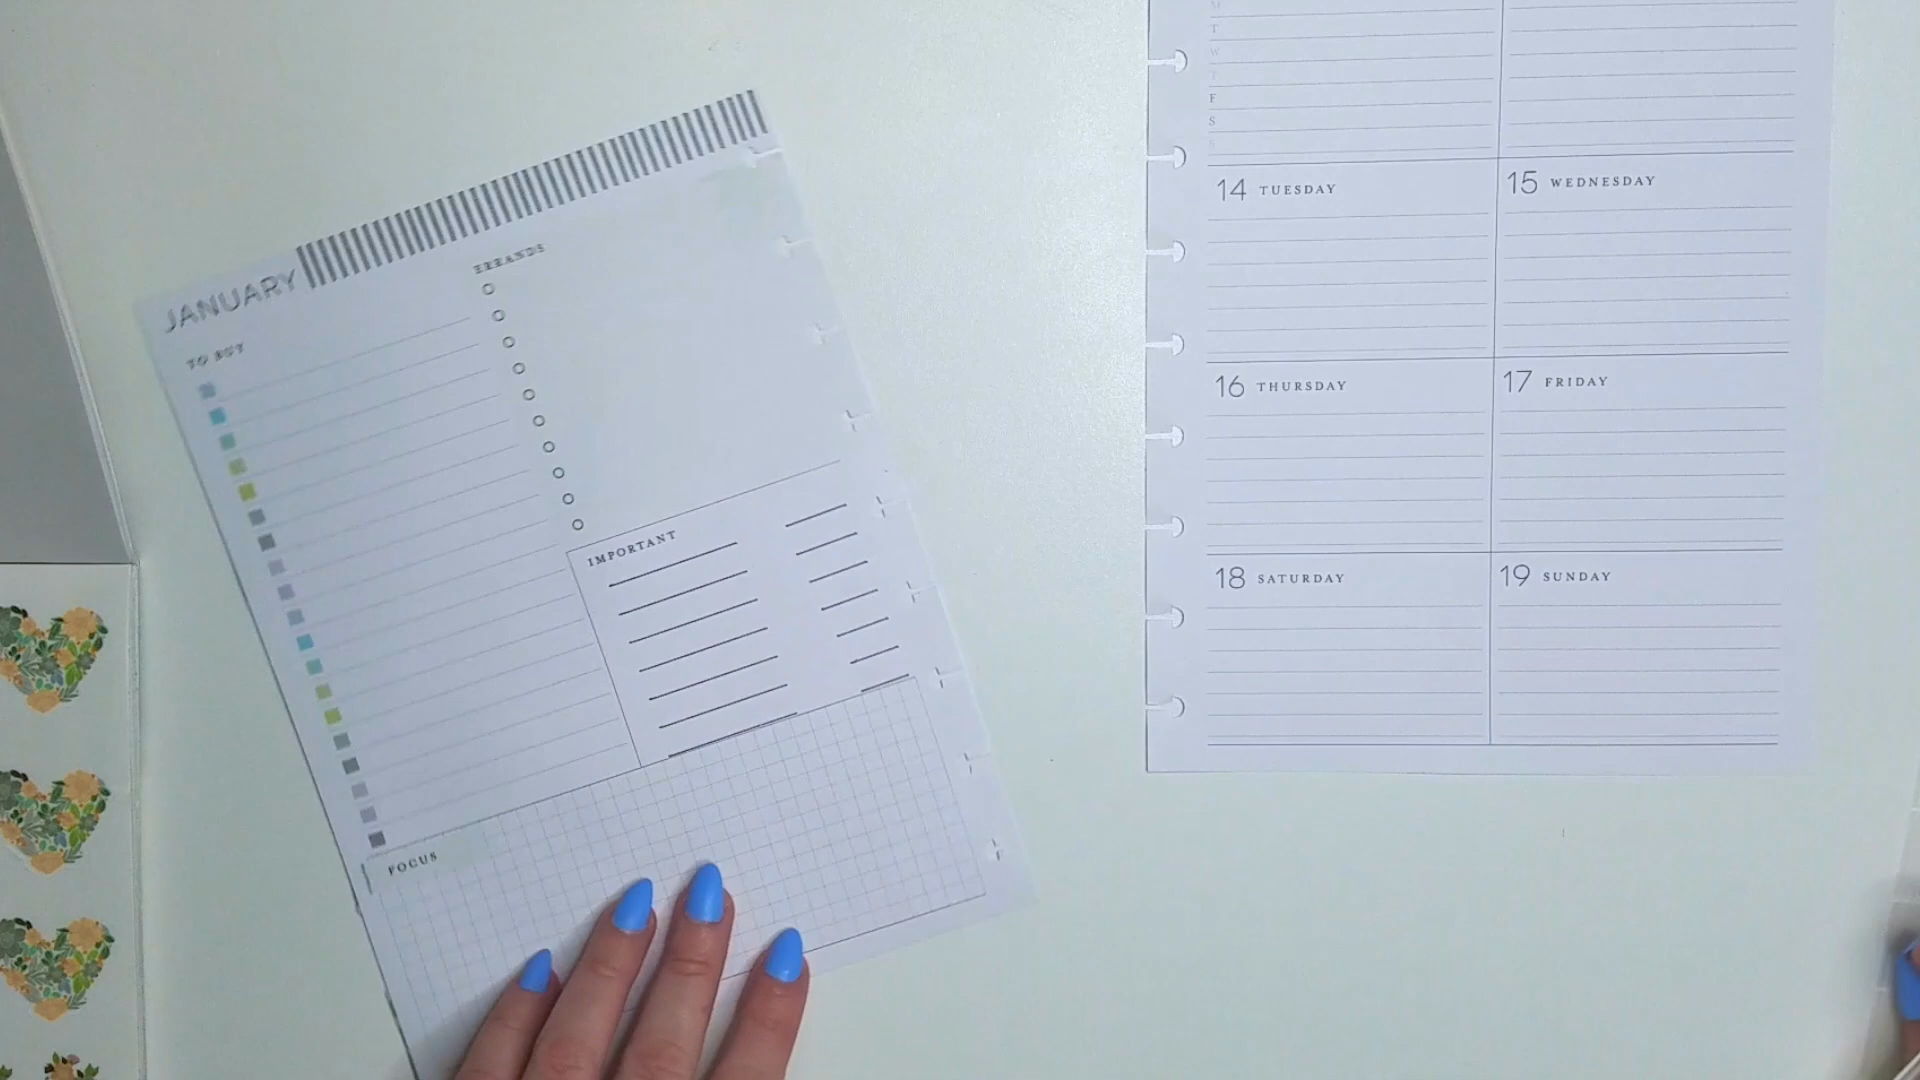 JANUARY
TO BUY
ERRANDS
IMPORTANT
FOCUS
M
T
W
T
F
S
S
14 TUESDAY
15 WEDNESDAY
16 THURSDAY
17 FRIDAY
18 SATURDAY
19 SUNDAY